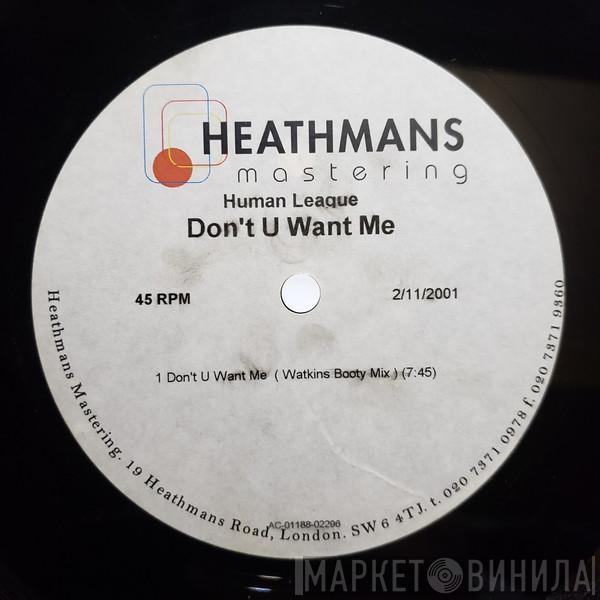 HEATHMANS
mastering
Human League
Don't U Want Me
45 RPM
2/11/2001
1 Don't U Want Me ( Watkins Booty Mix ) (7:45)
Heathmans Mastering. 19 Heathmans Road, London. SW6 4TJ. t. 020 7371 0978 f. 020 7371 9360
AC-01188-02296
МАРКЕТ ВИНИЛА